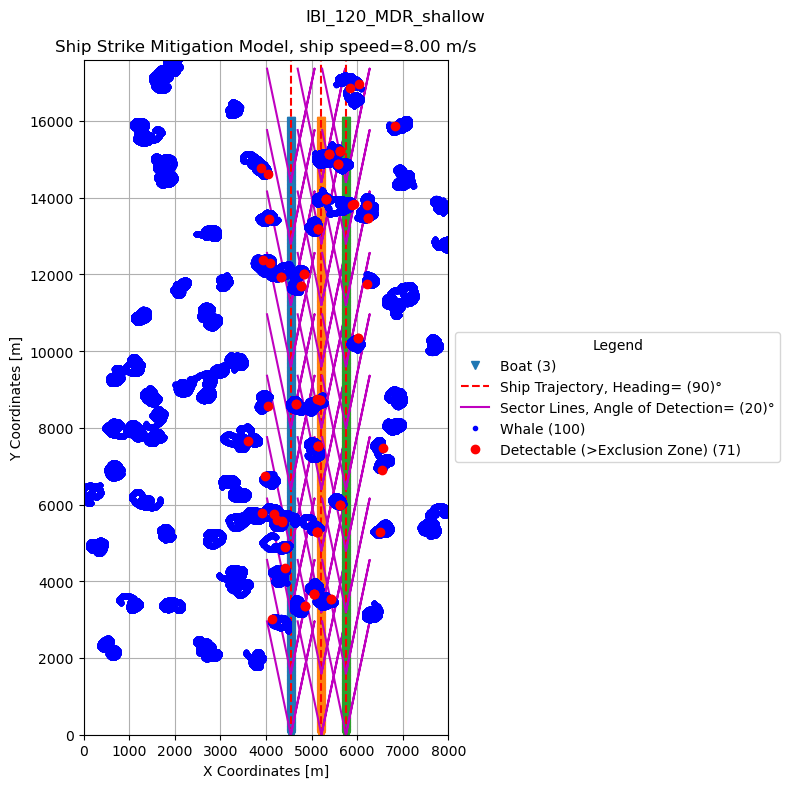 IBI_120_MDR_shallow
Ship Strike Mitigation Model, ship speed=8.00 m/s
16000
14000
12000
10000
8000
6000
4000
2000
0
Y Coordinates [m]
0 1000 2000 3000 4000 5000 6000 7000 8000
X Coordinates [m]
Legend
Boat (3)
Ship Trajectory, Heading= (90)°
Sector Lines, Angle of Detection= (20)°
Whale (100)
Detectable (>Exclusion Zone) (71)